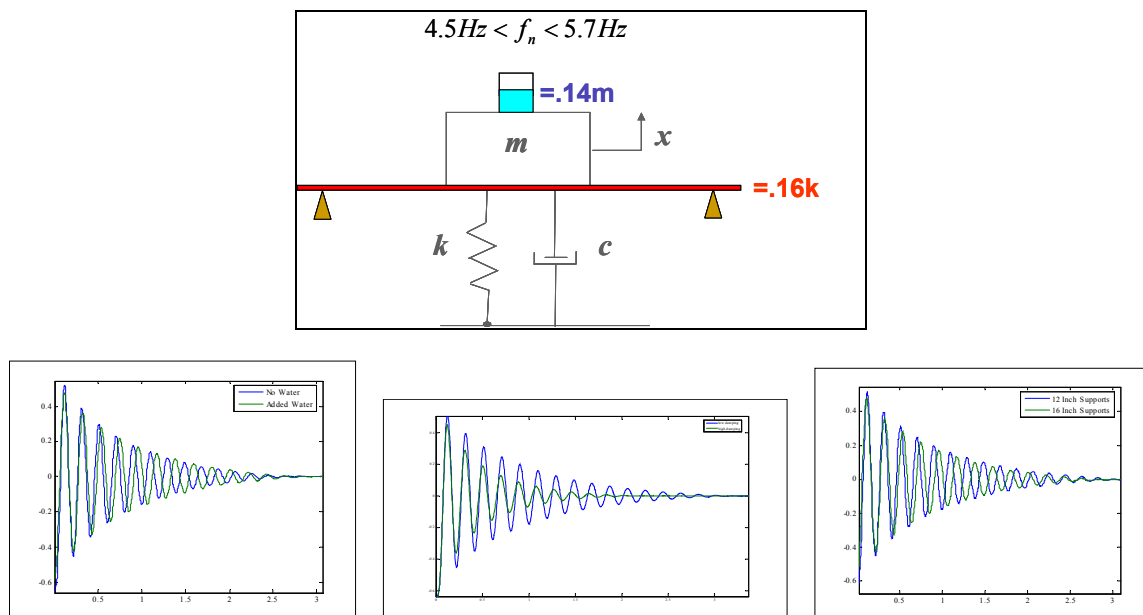 4.5Hz < fₙ < 5.7Hz
=.14m
m
x
=.16k
k
c
No Water
Added Water
0.4
0.2
0
-0.2
-0.4
-0.6
0.5 1 1.5 2 2.5 3
12 Inch Supports
16 Inch Supports
0.4
0.2
0
-0.2
-0.4
-0.6
0.5 1 1.5 2 2.5 3